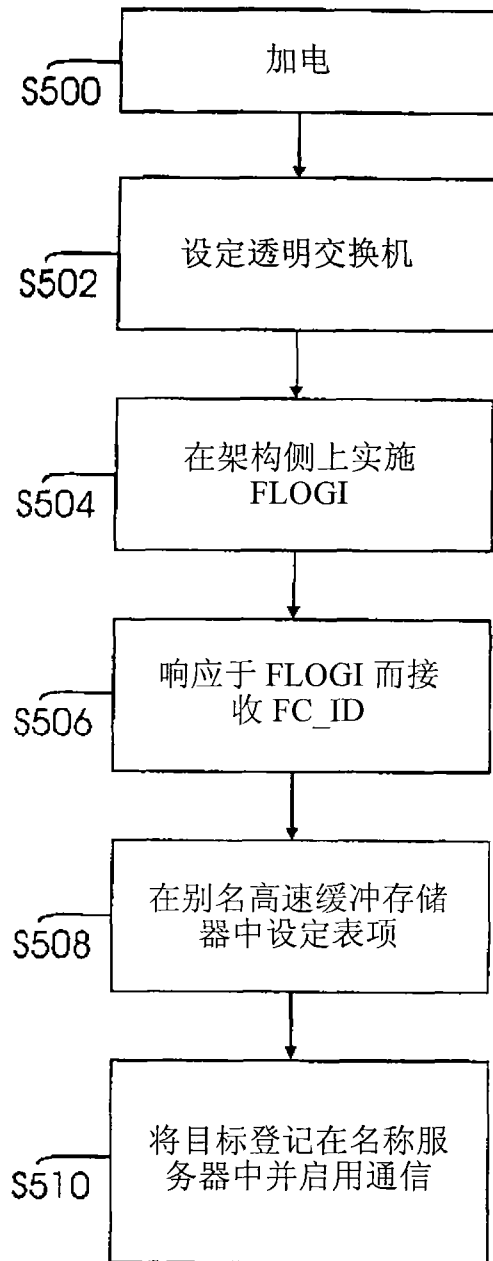 加电
S500
设定透明交换机
S502
在架构侧上实施
FLOGI
S504
响应于 FLOGI 而接
收 FC_ID
S506
在别名高速缓冲存储
器中设定表项
S508
将目标登记在名称服
务器中并启用通信
S510